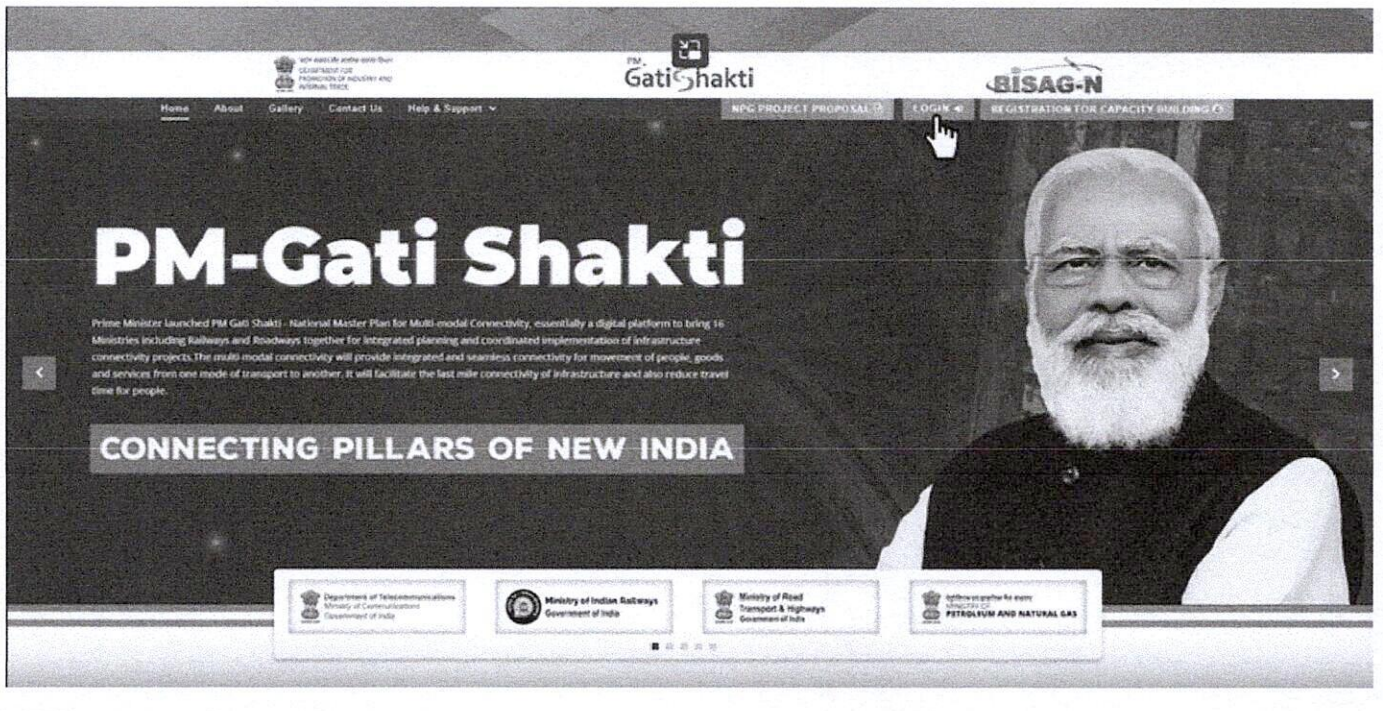 DEPARTMENT FOR
PROMOTION OF INDUSTRY AND
INTERNAL TRADE
PM
GatiShakti
BISAG-N
Home About Gallery Contact Us Help & Support
NPG PROJECT PROPOSAL LOGIN REGISTRATION FOR CAPACITY BUILDING
PM-Gati Shakti
Prime Minister launched PM Gati Shakti - National Master Plan for Multi-modal Connectivity, essentially a digital platform to bring 16
Ministries including Railways and Roadways together for integrated planning and coordinated implementation of infrastructure
connectivity projects.The multi-modal connectivity will provide integrated and seamless connectivity for movement of people, goods
and services from one mode of transport to another. It will facilitate the last mile connectivity of infrastructure and also reduce travel
time for people.
CONNECTING PILLARS OF NEW INDIA
Department of Telecommunications
Ministry of Communications
Government of India
Ministry of Indian Railways
Government of India
Ministry of Road
Transport & Highways
Government of India
MINISTRY OF
PETROLEUM AND NATURAL GAS